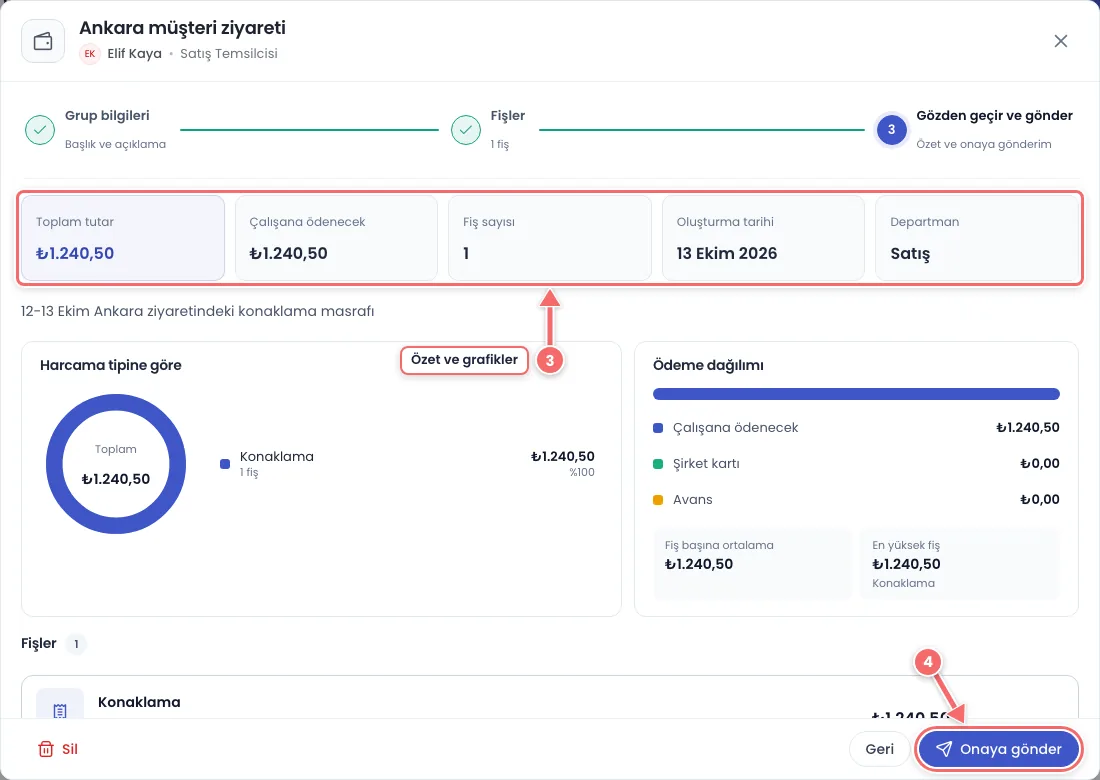 Ankara müşteri ziyareti
EK Elif Kaya • Satış Temsilcisi
Grup bilgileri
Başlık ve açıklama
Fişler
1 fiş
3
Gözden geçir ve gönder
Özet ve onaya gönderim
Toplam tutar
₺1.240,50
Çalışana ödenecek
₺1.240,50
Fiş sayısı
1
Oluşturma tarihi
13 Ekim 2026
Departman
Satış
12-13 Ekim Ankara ziyaretindeki konaklama masrafı
Harcama tipine göre
Özet ve grafikler
3
Toplam
₺1.240,50
Konaklama
1 fiş
₺1.240,50
%100
Ödeme dağılımı
Çalışana ödenecek ₺1.240,50
Şirket kartı ₺0,00
Avans ₺0,00
Fiş başına ortalama
₺1.240,50
En yüksek fiş
₺1.240,50
Konaklama
Fişler 1
4
Konaklama
₺1.240,50
Sil
Geri
Onaya gönder